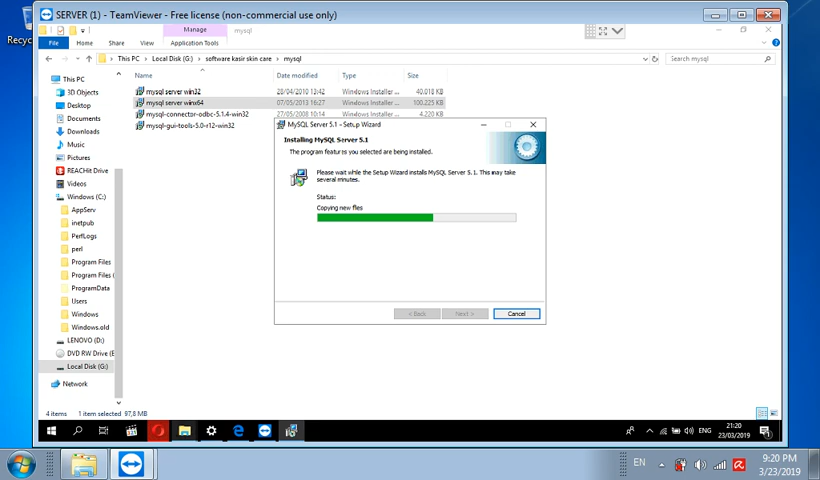 SERVER (1) - TeamViewer - Free license (non-commercial use only)
Recyc
Manage
mysql
File
Home
Share
View
Application Tools
This PC
Local Disk (G:)
software kasir skin care
mysql
Search mysql
Name
Date modified
Type
Size
mysql server win32
28/04/2010 13:42
Windows Installer ...
40.018 KB
mysql server winx64
07/05/2013 16:27
Windows Installer ...
100.225 KB
mysql-connector-odbc-5.1.4-win32
27/05/2008 10:14
Windows Installer ...
4.220 KB
mysql-gui-tools-5.0-r12-win32
This PC
3D Objects
Desktop
Documents
Downloads
Music
Pictures
REACHit Drive
Videos
Windows (C:)
AppServ
inetpub
PerfLogs
perl
Program Files
Program Files (
ProgramData
Users
Windows
Windows.old
LENOVO (D:)
DVD RW Drive (E
Local Disk (G:)
Network
MySQL Server 5.1 - Setup Wizard
Installing MySQL Server 5.1
The program features you selected are being installed.
Please wait while the Setup Wizard installs MySQL Server 5.1. This may take
several minutes.
Status:
Copying new files
< Back
Next >
Cancel
4 items
1 item selected 97,8 MB
ENG
21:20
23/03/2019
EN
9:20 PM
3/23/2019